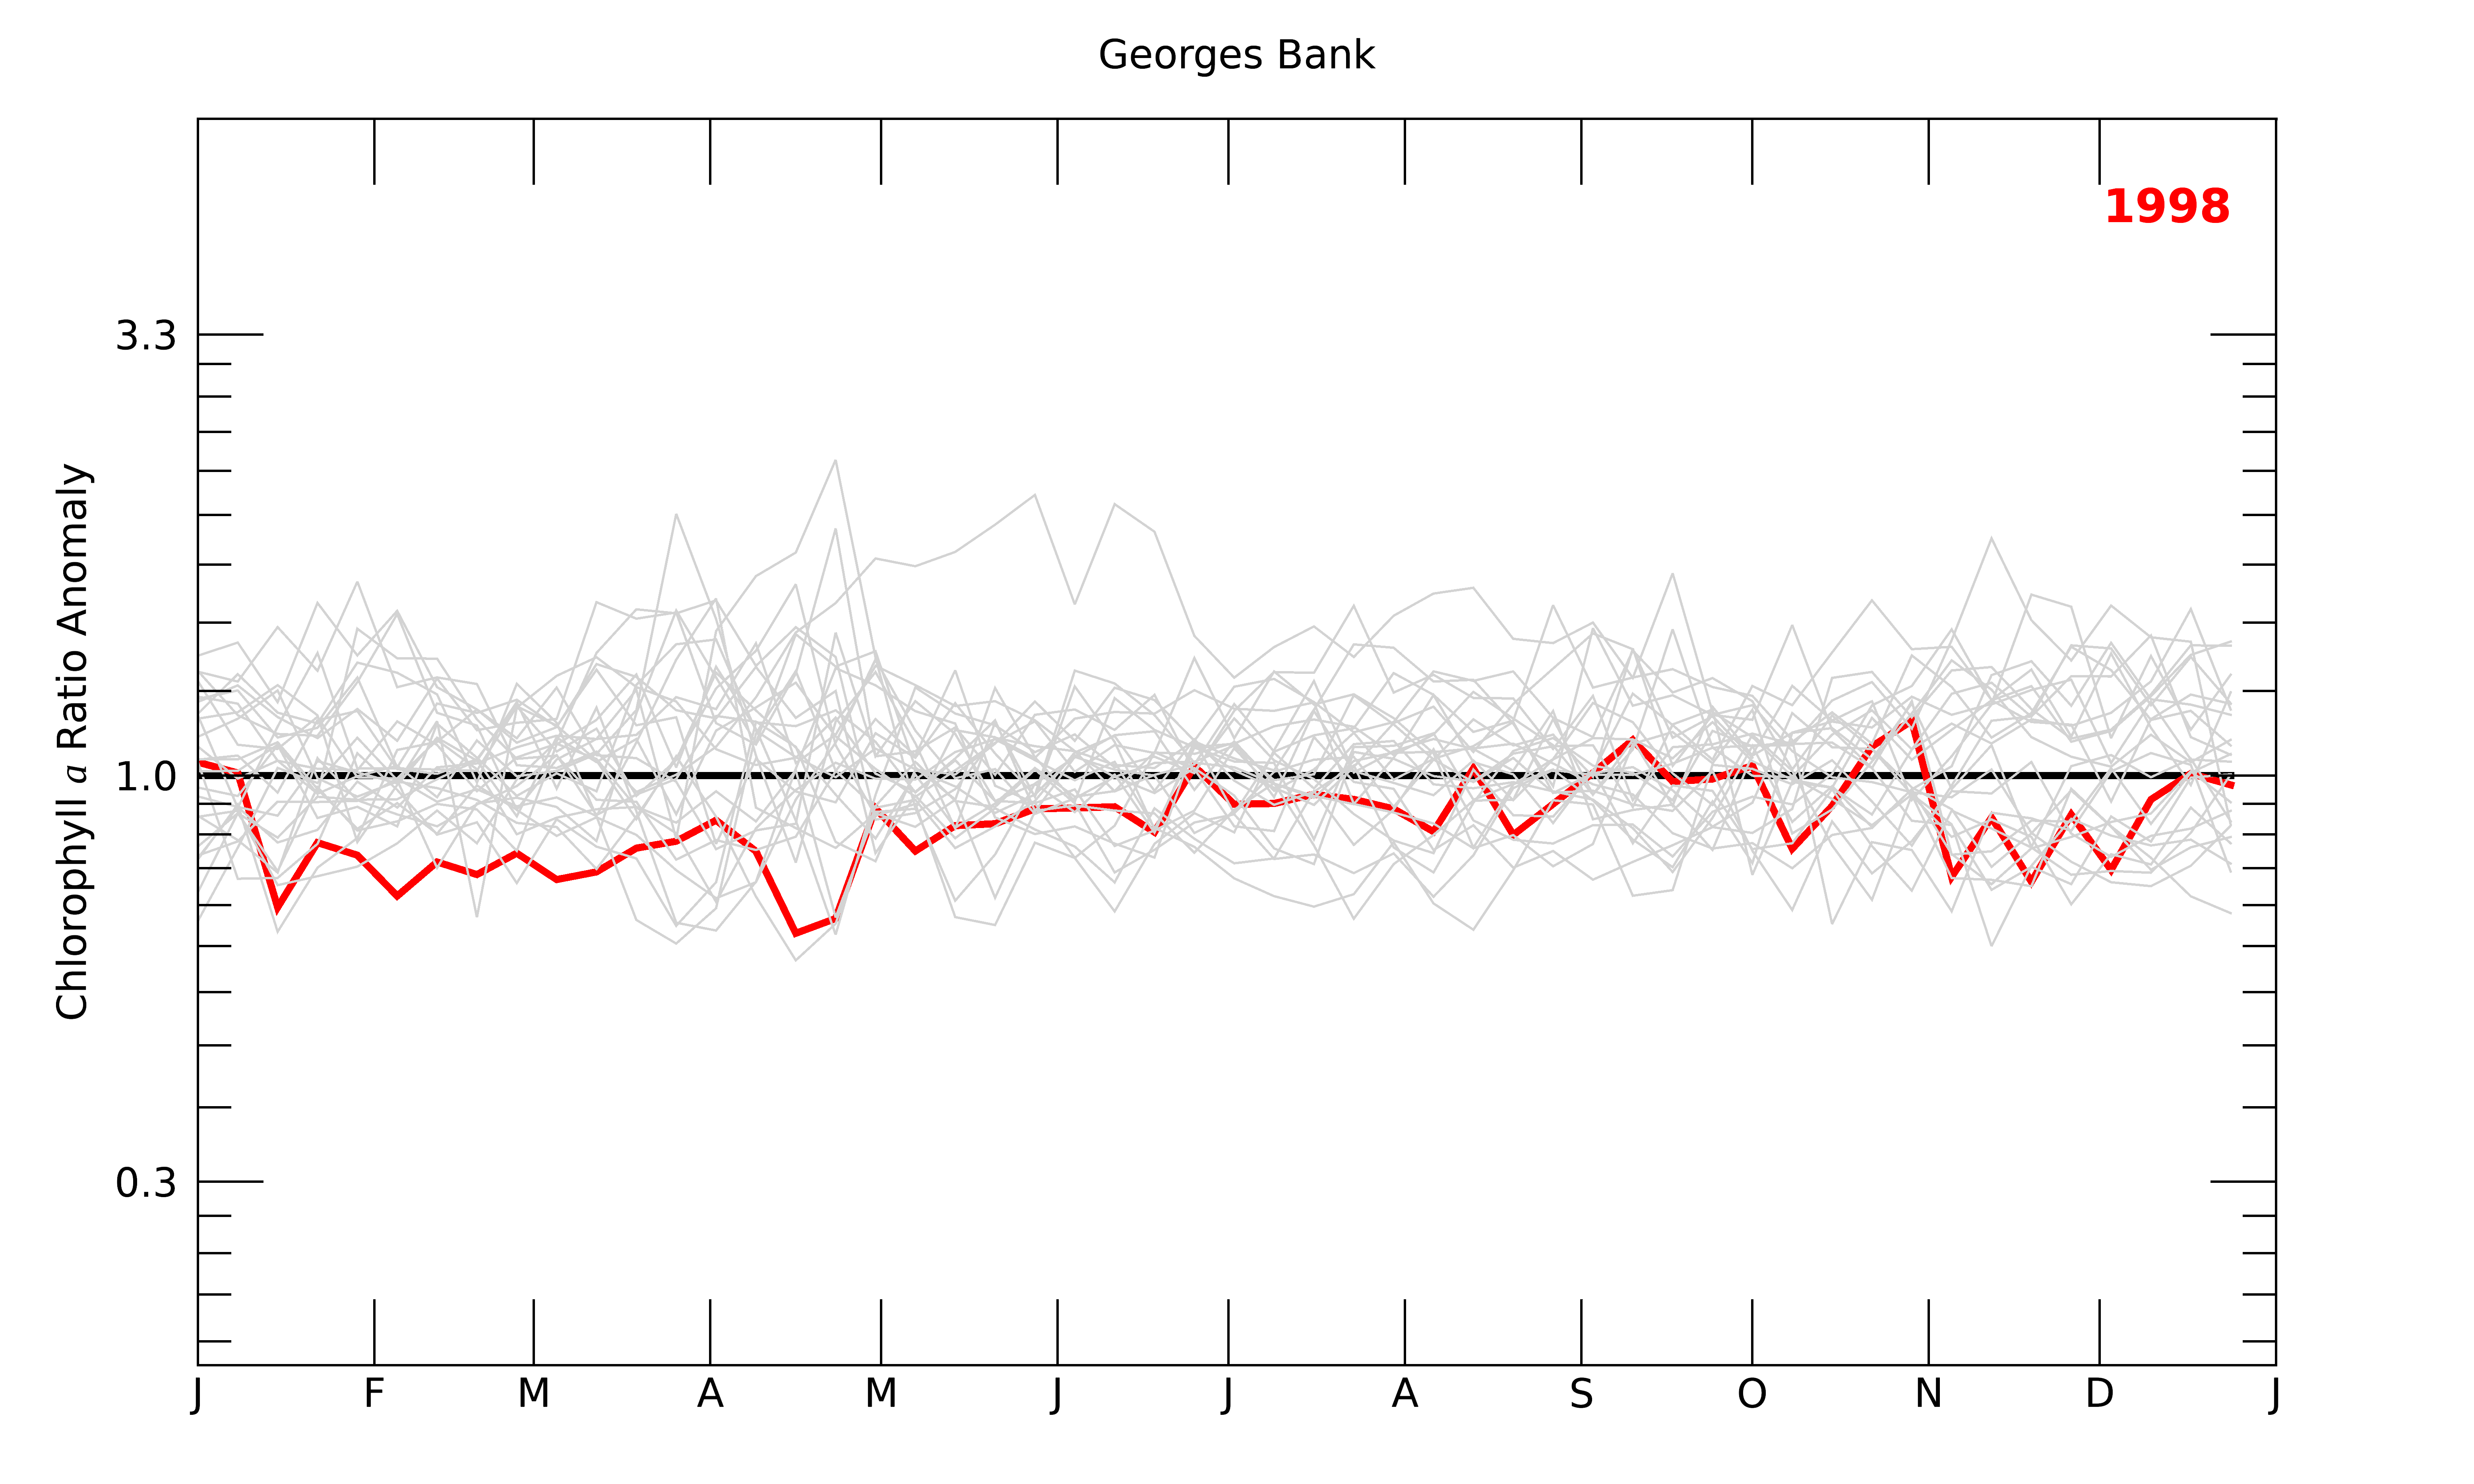 Georges Bank
1998
Chlorophyll a Ratio Anomaly
3.3
1.0
0.3
J F M A M J J A S O N D J